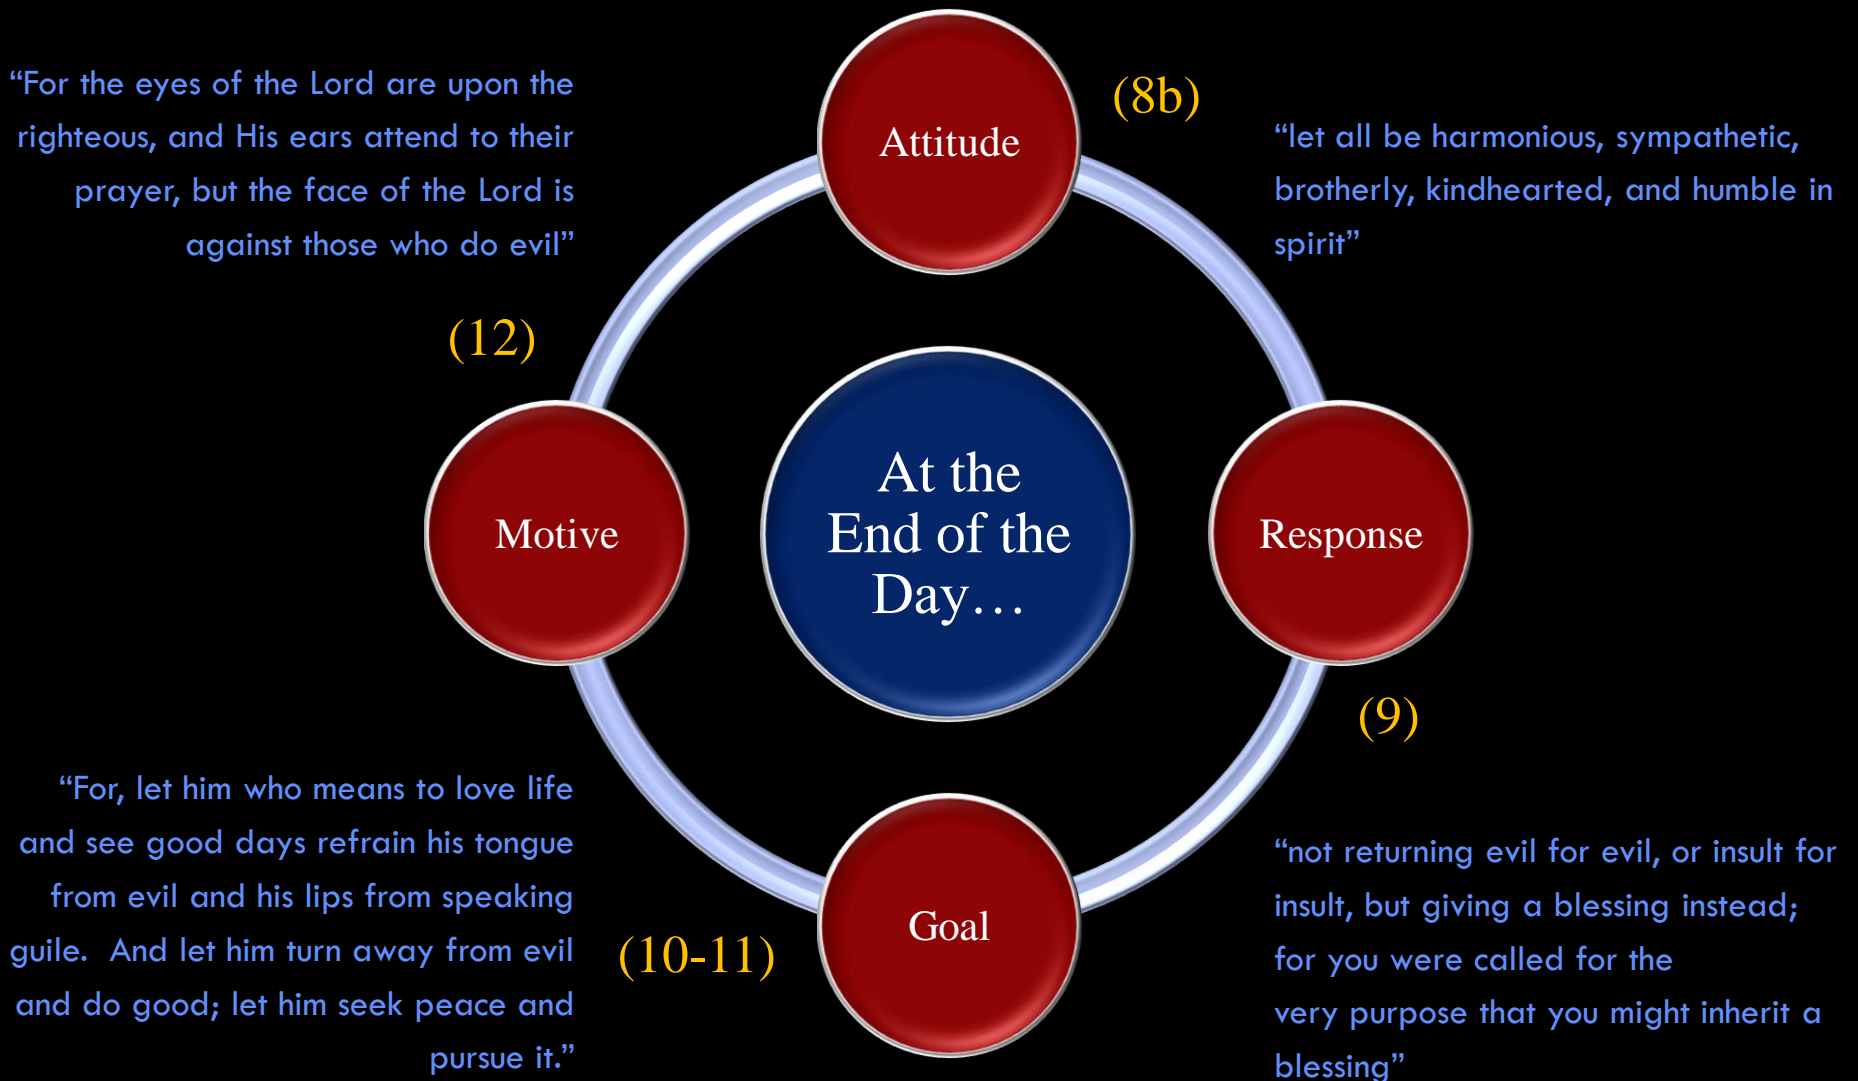 Attitude
(8b)
“let all be harmonious, sympathetic,
brotherly, kindhearted, and humble in
spirit”
Response
(9)
“not returning evil for evil, or insult for
insult, but giving a blessing instead;
for you were called for the
very purpose that you might inherit a
blessing”
Goal
(10-11)
“For, let him who means to love life
and see good days refrain his tongue
from evil and his lips from speaking
guile.  And let him turn away from evil
and do good; let him seek peace and
pursue it.”
Motive
(12)
“For the eyes of the Lord are upon the
righteous, and His ears attend to their
prayer, but the face of the Lord is
against those who do evil”
At the
End of the
Day…